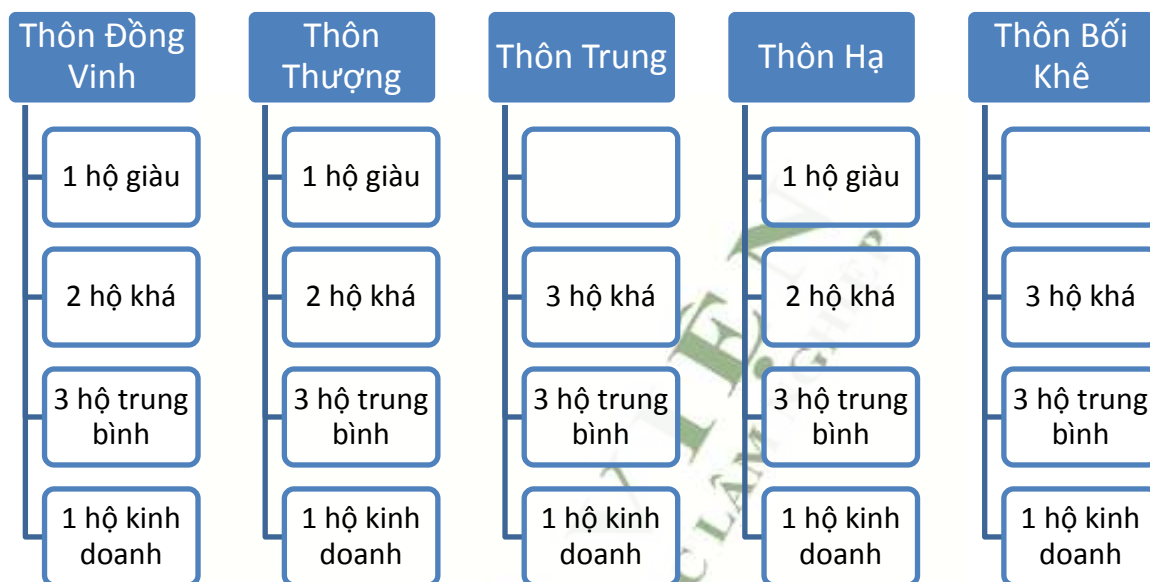 Thôn Đồng
Vinh
1 hộ giàu
2 hộ khá
3 hộ trung
bình
1 hộ kinh
doanh
Thôn
Thượng
1 hộ giàu
2 hộ khá
3 hộ trung
bình
1 hộ kinh
doanh
Thôn Trung
3 hộ khá
3 hộ trung
bình
1 hộ kinh
doanh
Thôn Hạ
1 hộ giàu
2 hộ khá
3 hộ trung
bình
1 hộ kinh
doanh
Thôn Bối
Khê
3 hộ khá
3 hộ trung
bình
1 hộ kinh
doanh
VIỆN